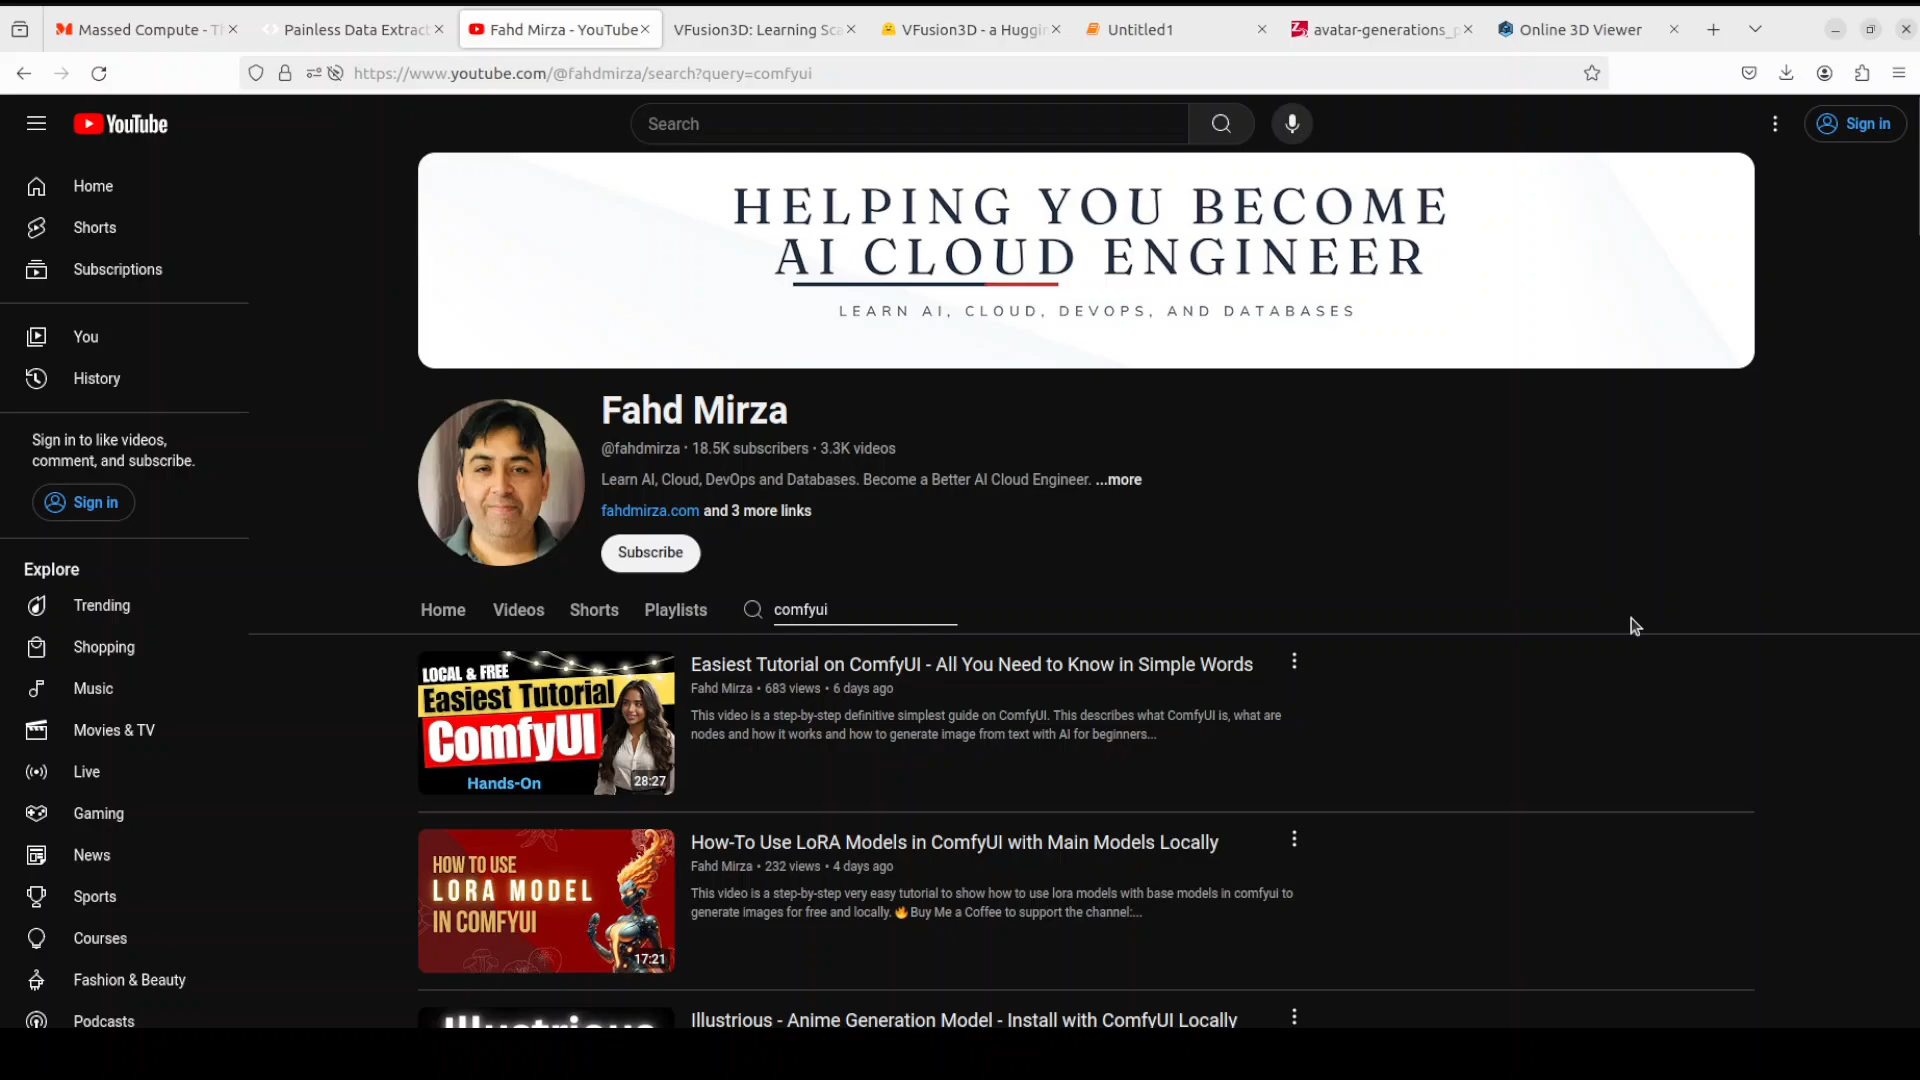 Massed Compute - Th
Painless Data Extract
Fahd Mirza - YouTube
VFusion3D: Learning Sca
VFusion3D - a Huggin
Untitled1
avatar-generations_p
Online 3D Viewer
https://www.youtube.com/@fahdmirza/search?query=comfyui
YouTube
Search
Sign in
Home
Shorts
Subscriptions
You
History
Sign in to like videos,
comment, and subscribe.
Sign in
Explore
Trending
Shopping
Music
Movies & TV
Live
Gaming
News
Sports
Courses
Fashion & Beauty
Podcasts
HELPING YOU BECOME
AI CLOUD ENGINEER
LEARN AI, CLOUD, DEVOPS, AND DATABASES
Fahd Mirza
@fahdmirza • 18.5K subscribers • 3.3K videos
Learn AI, Cloud, DevOps and Databases. Become a Better AI Cloud Engineer. ...more
fahdmirza.com and 3 more links
Subscribe
Home Videos Shorts Playlists comfyui
LOCAL & FREE
Easiest Tutorial
ComfyUI
Hands-On
28:27
Easiest Tutorial on ComfyUI - All You Need to Know in Simple Words
Fahd Mirza • 683 views • 6 days ago
This video is a step-by-step definitive simplest guide on ComfyUI. This describes what ComfyUI is, what are
nodes and how it works and how to generate image from text with AI for beginners...
HOW TO USE
LORA MODEL
IN COMFYUI
17:21
How-To Use LoRA Models in ComfyUI with Main Models Locally
Fahd Mirza • 232 views • 4 days ago
This video is a step-by-step very easy tutorial to show how to use lora models with base models in comfyui to
generate images for free and locally. 🔥Buy Me a Coffee to support the channel:...
Illustrious
Illustrious - Anime Generation Model - Install with ComfyUI Locally